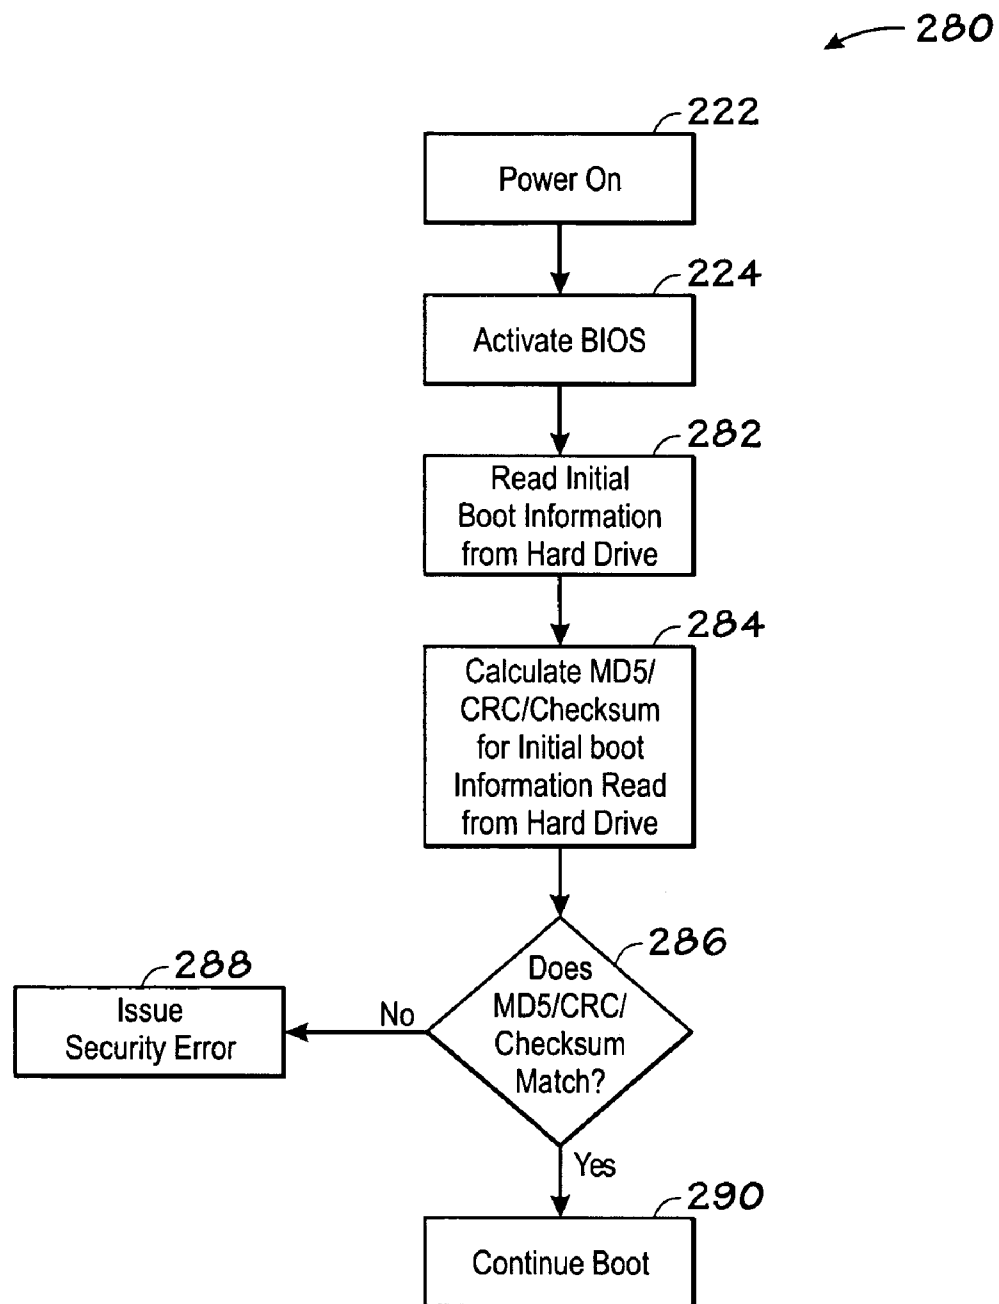 280
222
Power On
224
Activate BIOS
282
Read Initial
Boot Information
from Hard Drive
284
Calculate MD5/
CRC/Checksum
for Initial boot
Information Read
from Hard Drive
286
Does
MD5/CRC/
Checksum
Match?
No
288
Issue
Security Error
Yes
290
Continue Boot